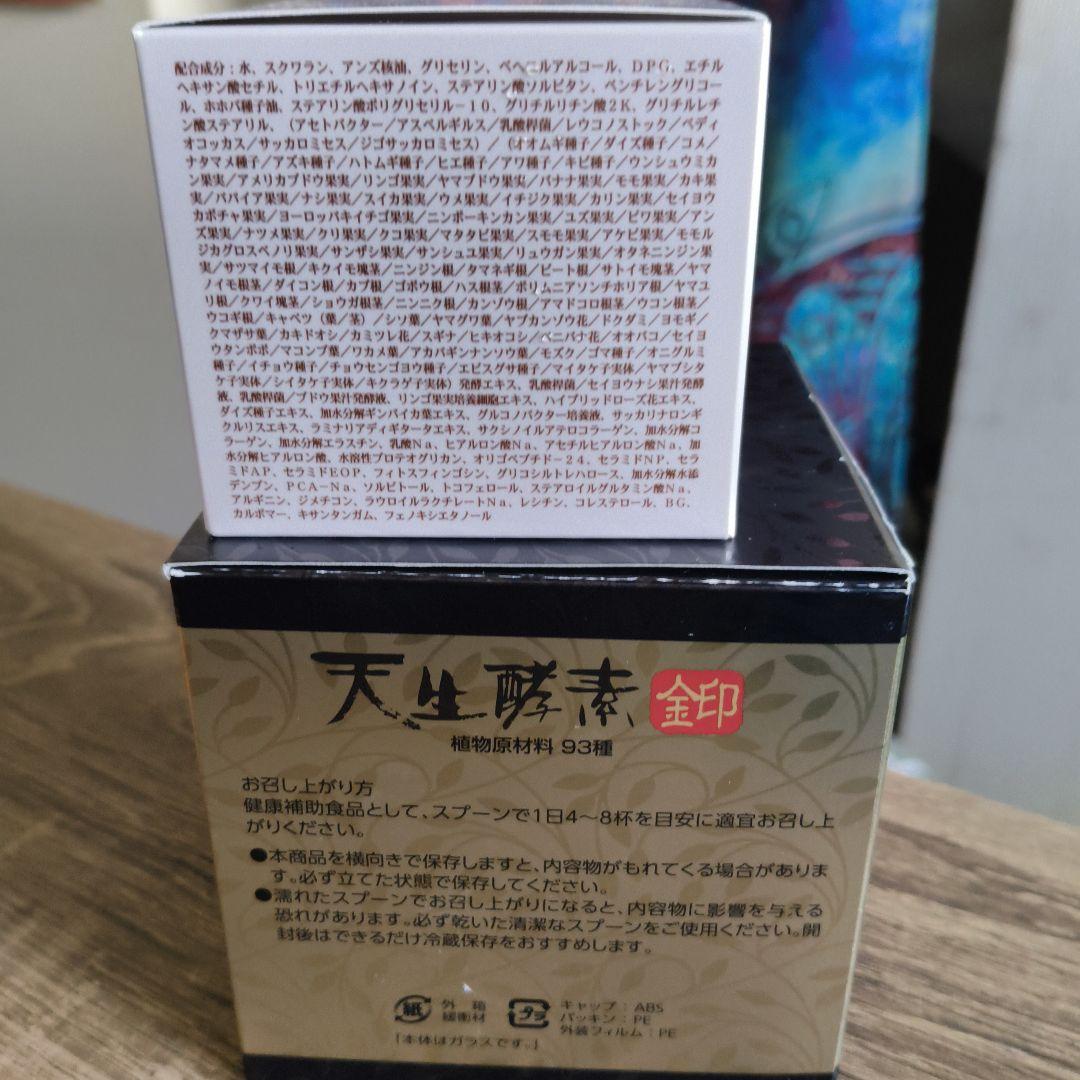 配合成分：水、スクワラン、アンズ核油、グリセリン、ベヘニルアルコール、DPG、エチル
ヘキサン酸セチル、トリエチルヘキサノイン、ステアリン酸ソルビタン、ペンチレングリコー
ル、ホホバ種子油、ステアリン酸ポリグリセリル－１０、グリチルリチン酸２Ｋ、グリチルレチ
ン酸ステアリル、（アセトバクター／アスペルギルス／乳酸桿菌／レウコノストック／ペディ
オコッカス／サッカロミセス／ジゴサッカロミセス）／（オオムギ種子／ダイズ種子／コメ／
ナタマメ種子／アズキ種子／ハトムギ種子／ヒエ種子／アワ種子／キビ種子／ウンシュウミカ
ン果実／アメリカブドウ果実／リンゴ果実／ヤマブドウ果実／バナナ果実／モモ果実／カキ果
実／パパイア果実／ナシ果実／スイカ果実／ウメ果実／イチジク果実／カリン果実／セイヨウ
カボチャ果実／ヨーロッパキイチゴ果実／ニンポーキンカン果実／ユズ果実／ビワ果実／アン
ズ果実／ナツメ果実／クリ果実／クコ果実／マタタビ果実／スモモ果実／アケビ果実／モモル
ジカグロスベノリ果実／サンザシ果実／サンシュユ果実／リュウガン果実／オタネニンジン果
実／サツマイモ根／キクイモ塊茎／ニンジン根／タマネギ根／ビート根／サトイモ塊茎／ヤマ
ノイモ根茎／ダイコン根／カブ根／ゴボウ根／ハス根茎／ポリムニアソンチホリア根／ヤマユ
リ根／クワイ塊茎／ショウガ根茎／ニンニク根／カンゾウ根／アマドコロ根茎／ウコン根茎／
ウコギ根／キャベツ（葉／茎）／シソ葉／ヤマグワ葉／ヤブカンゾウ花／ドクダミ／ヨモギ／
クマザサ葉／カキドオシ／カミツレ花／スギナ／ヒキオコシ／ベニバナ花／オオバコ／セイヨ
ウタンポポ／マコンブ葉／ワカメ葉／アカバギンナンソウ葉／モズク／ゴマ種子／オニグルミ
種子／イチョウ種子／チョウセンゴヨウ種子／エビスグサ種子／マイタケ子実体／ヤマブシタ
ケ子実体／シイタケ子実体／キクラゲ子実体）発酵エキス、乳酸桿菌／セイヨウナシ果汁発酵
液、乳酸桿菌／ブドウ果汁発酵液、リンゴ果実培養細胞エキス、ハイブリッドローズ花エキス、
ダイズ種子エキス、加水分解ギンバイカ葉エキス、グルコノバクター培養液、サッカリナロンギ
クルリスエキス、ラミナリアディギタータエキス、サクシノイルアテロコラーゲン、加水分解コ
ラーゲン、加水分解エラスチン、乳酸Na、ヒアルロン酸Na、アセチルヒアルロン酸Na、加
水分解ヒアルロン酸、水溶性プロテオグリカン、オリゴペプチド－２４、セラミドNP、セラ
ミドAP、セラミドEOP、フィトスフィンゴシン、グリコシルトレハロース、加水分解水添
デンプン、PCA－Na、ソルビトール、トコフェロール、ステアロイルグルタミン酸Na、
アルギニン、ジメチコン、ラウロイルラクチレートNa、レシチン、コレステロール、BG、
カルボマー、キサンタンガム、フェノキシエタノール
天生酵素 金印
植物原材料 93種
お召し上がり方
健康補助食品として、スプーンで1日4〜8杯を目安に適宜お召し上
がりください。
●本商品を横向きで保存しますと、内容物がもれてくる場合がありま
す。必ず立てた状態で保存してください。
●濡れたスプーンでお召し上がりになると、内容物に影響を与える
恐れがあります。必ず乾いた清潔なスプーンをご使用ください。開
封後はできるだけ冷蔵保存をおすすめします。
紙 外 箱 緩衝材
プラ キャップ：ABS
パッキン：PE
外装フィルム：PE
「本体はガラスです。」